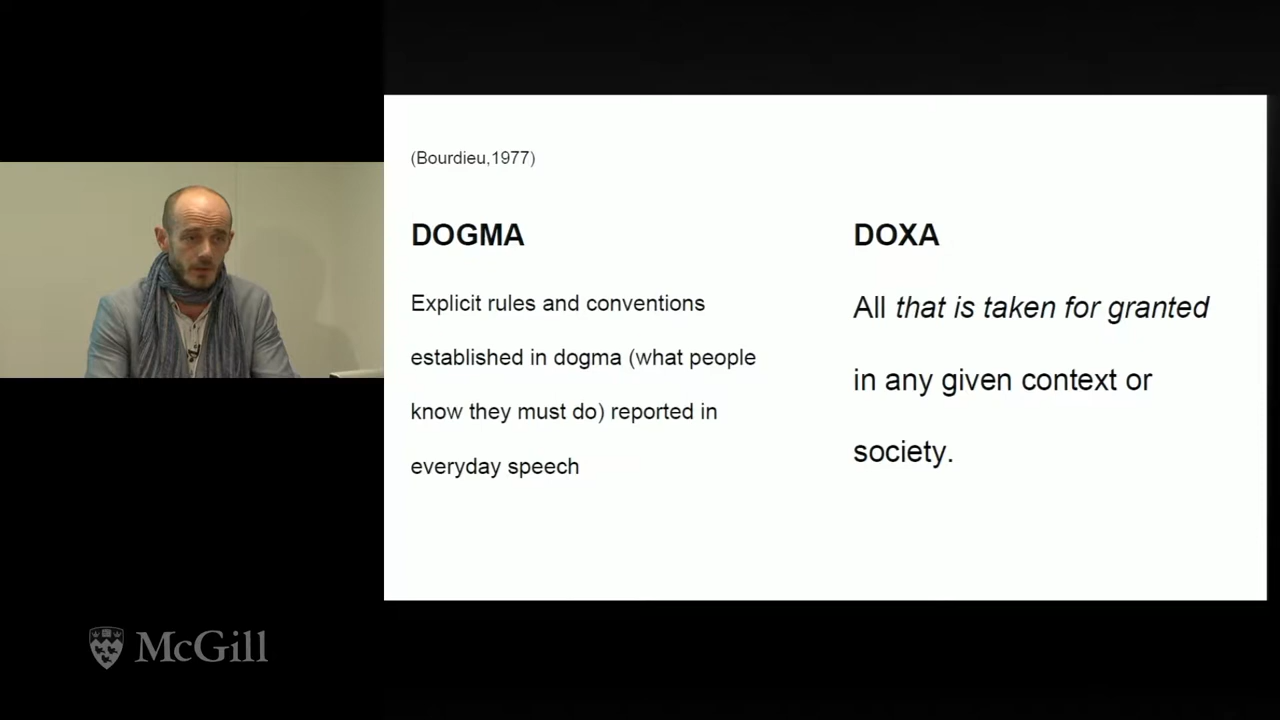 (Bourdieu,1977)
DOGMA
Explicit rules and conventions
established in dogma (what people
know they must do) reported in
everyday speech
DOXA
All that is taken for granted
in any given context or
society.
McGill